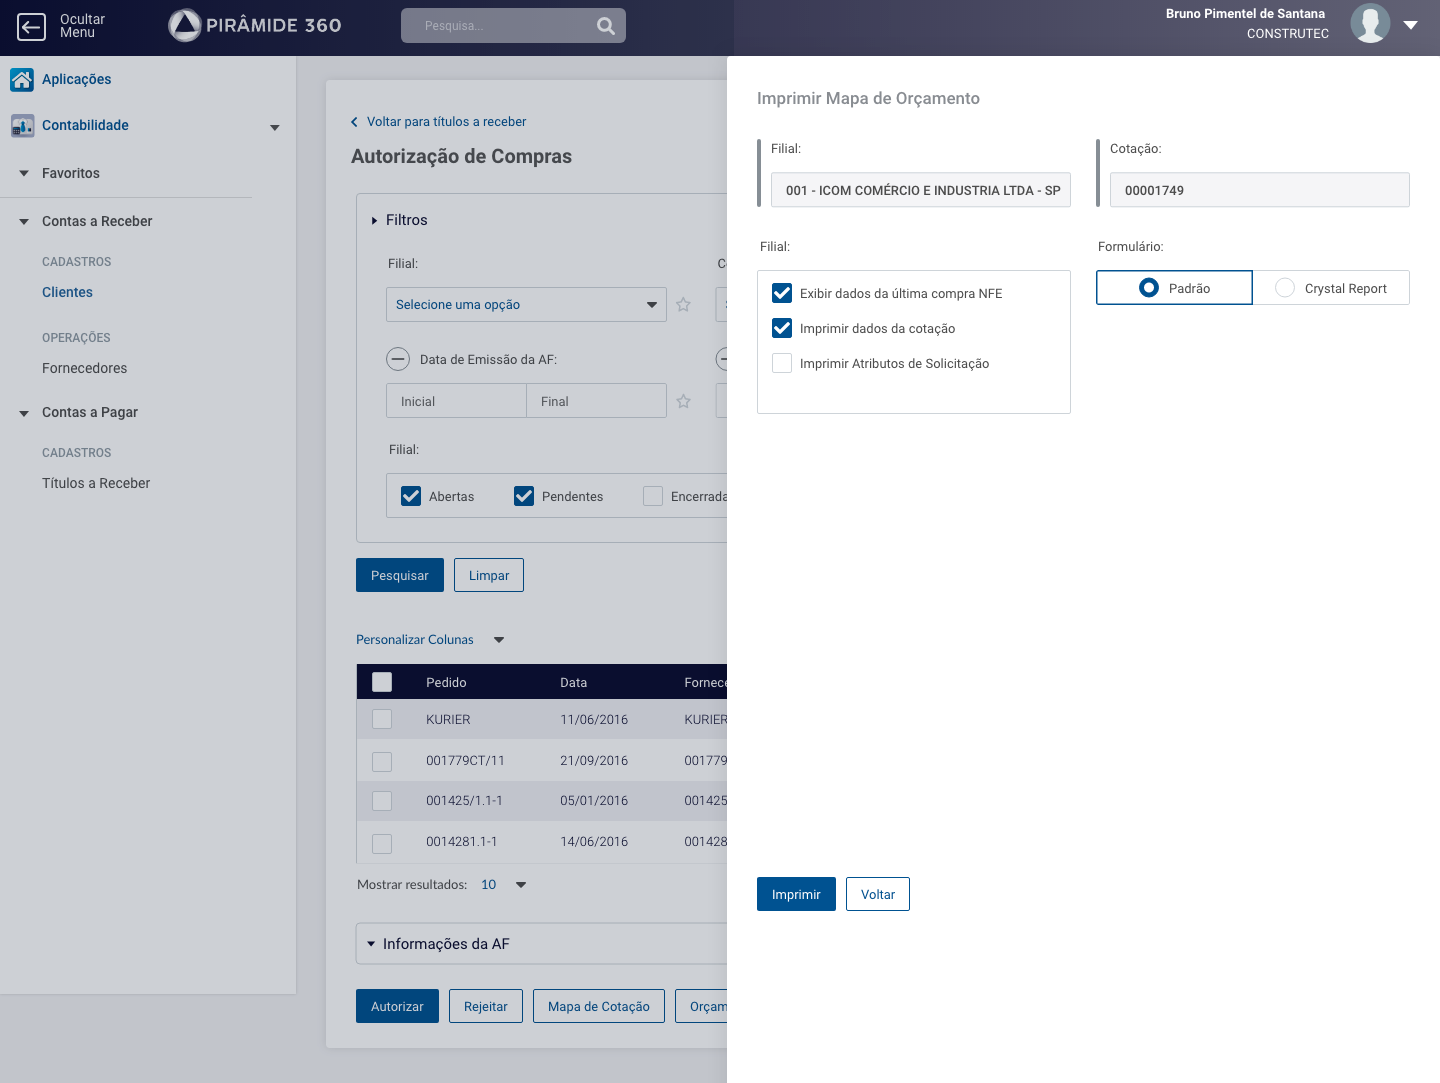 Ocultar
Menu
PIRÂMIDE 360
Pesquisa...
Bruno Pimentel de Santana
CONSTRUTEC
Aplicações
Contabilidade
Favoritos
Contas a Receber
CADASTROS
Clientes
OPERAÇÕES
Fornecedores
Contas a Pagar
CADASTROS
Títulos a Receber
Voltar para títulos a receber
Autorização de Compras
Filtros
Filial:
Selecione uma opção
Data de Emissão da AF:
Inicial Final
Filial:
Abertas Pendentes Encerrada
Pesquisar Limpar
Personalizar Colunas
Pedido Data Fornece
KURIER 11/06/2016 KURIER
001779CT/11 21/09/2016 001779
001425/1.1-1 05/01/2016 001425
0014281.1-1 14/06/2016 001428
Mostrar resultados: 10
Informações da AF
Autorizar Rejeitar Mapa de Cotação Orçam
Imprimir Mapa de Orçamento
Filial: Cotação:
001 - ICOM COMÉRCIO E INDUSTRIA LTDA - SP 00001749
Filial: Formulário:
Exibir dados da última compra NFE
Imprimir dados da cotação
Imprimir Atributos de Solicitação
Padrão Crystal Report
Imprimir Voltar